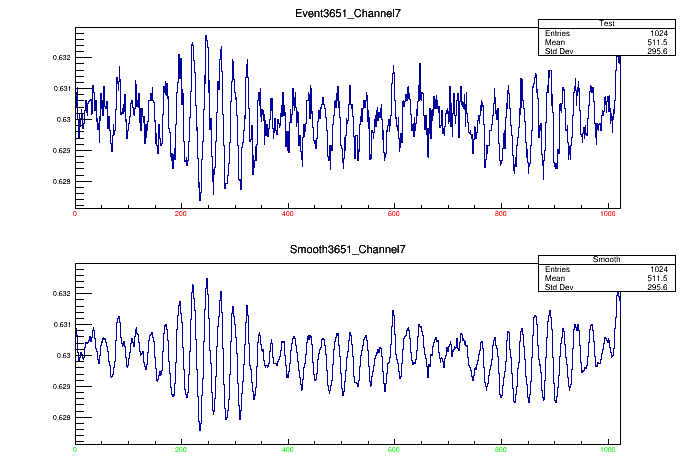 Event3651_Channel7
Test
Entries 1024
Mean 511.5
Std Dev 295.6
0.632
0.631
0.63
0.629
0.628
0 200 400 600 800 1000
Smooth3651_Channel7
Smooth
Entries 1024
Mean 511.5
Std Dev 295.6
0.632
0.631
0.63
0.629
0.628
0 200 400 600 800 1000